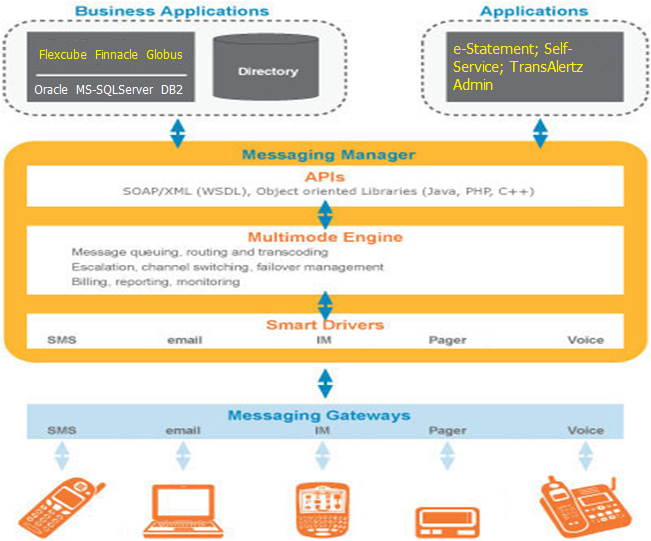 Business Applications
Applications
Flexcube Finnacle Globus
Oracle MS-SQLServer DB2
Directory
e-Statement; Self-
Service; TransAlertz
Admin
Messaging Manager
APIs
SOAP/XML (WSDL), Object oriented Libraries (Java, PHP, C++)
Multimode Engine
Message queuing, routing and transcoding
Escalation, channel switching, failover management
Billing, reporting, monitoring
Smart Drivers
SMS email IM Pager Voice
Messaging Gateways
SMS email IM Pager Voice